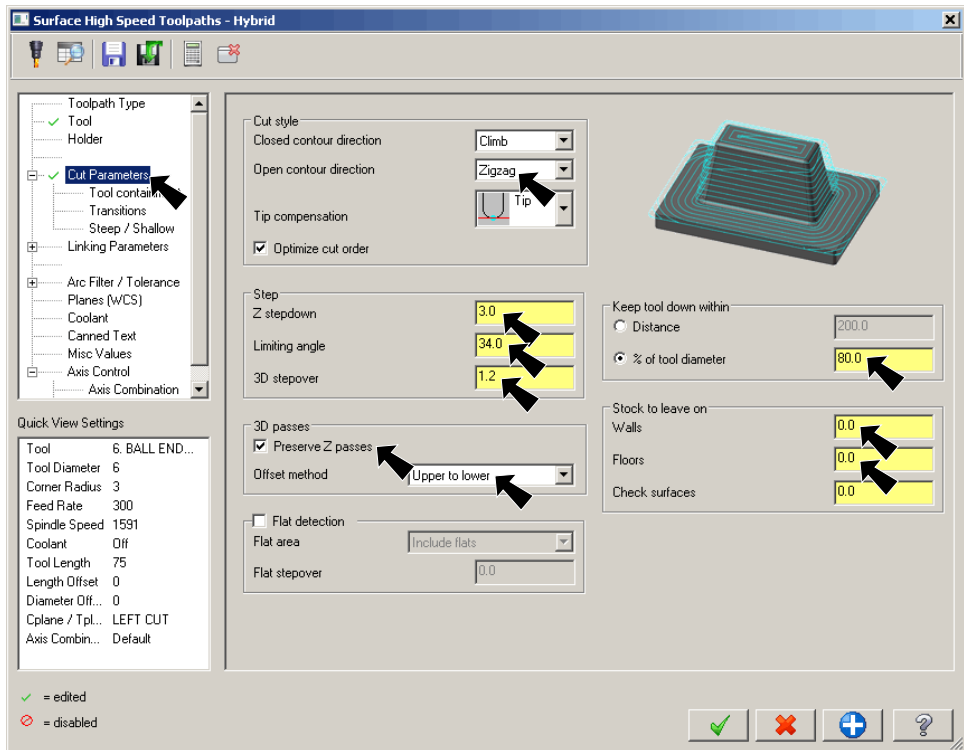 Surface High Speed Toolpaths - Hybrid
Toolpath Type
Tool
Holder
Cut Parameters
Tool contain
Transitions
Steep / Shallow
Linking Parameters
Arc Filter / Tolerance
Planes (WCS)
Coolant
Canned Text
Misc Values
Axis Control
Axis Combination
Quick View Settings
Tool 6. BALL END...
Tool Diameter 6
Corner Radius 3
Feed Rate 300
Spindle Speed 1591
Coolant Off
Tool Length 75
Length Offset 0
Diameter Off... 0
Cplane / Tpl... LEFT CUT
Axis Combin... Default
= edited
= disabled
Cut style
Closed contour direction Climb
Open contour direction Zigzag
Tip compensation Tip
Optimize cut order
Step
Z stepdown 3.0
Limiting angle 34.0
3D stepover 1.2
3D passes
Preserve Z passes
Offset method Upper to lower
Flat detection
Flat area Include flats
Flat stepover 0.0
Keep tool down within
Distance 200.0
% of tool diameter 80.0
Stock to leave on
Walls 0.0
Floors 0.0
Check surfaces 0.0